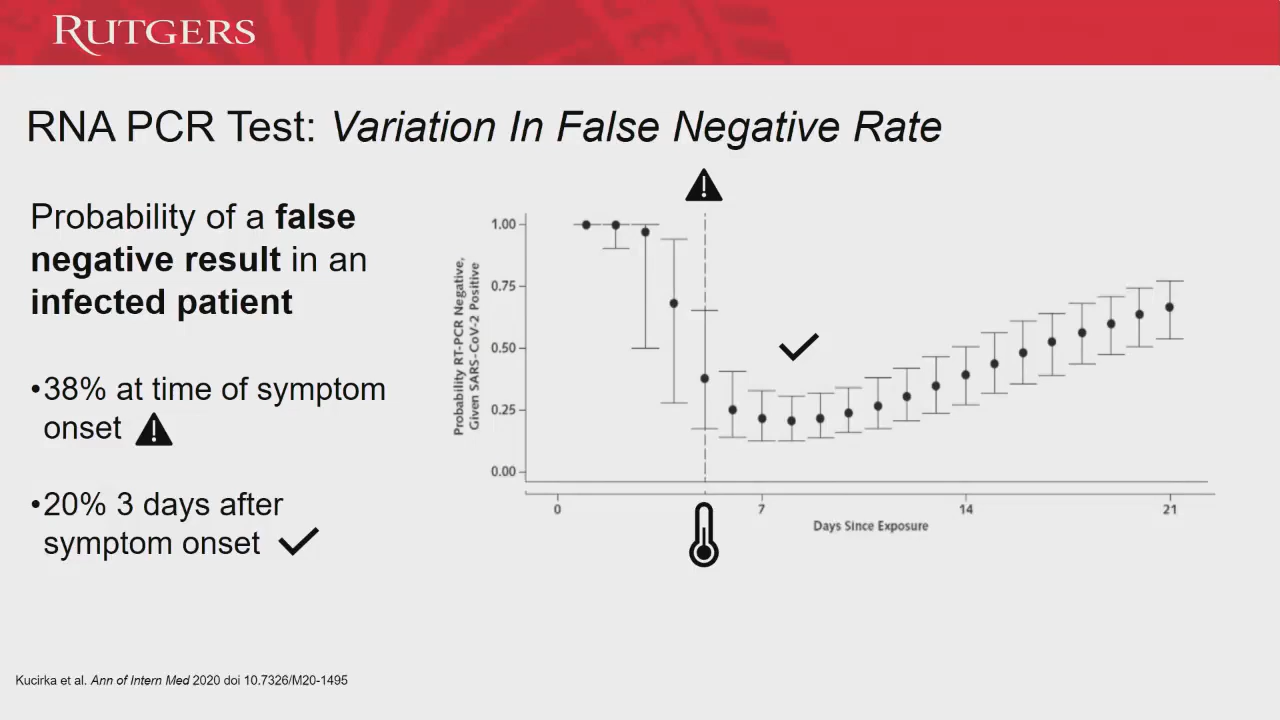 RUTGERS
RNA PCR Test: Variation In False Negative Rate
Probability of a false
negative result in an
infected patient
•38% at time of symptom
onset
•20% 3 days after
symptom onset
Probability RT-PCR Negative,
Given SARS-CoV-2 Positive
1.00
0.75
0.50
0.25
0.00
0
7
14
21
Days Since Exposure
Kucirka et al. Ann of Intern Med 2020 doi 10.7326/M20-1495